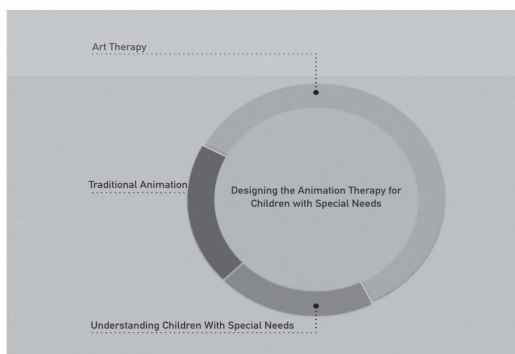 Art Therapy
Traditional Animation
Designing the Animation Therapy for
Children with Special Needs
Understanding Children With Special Needs